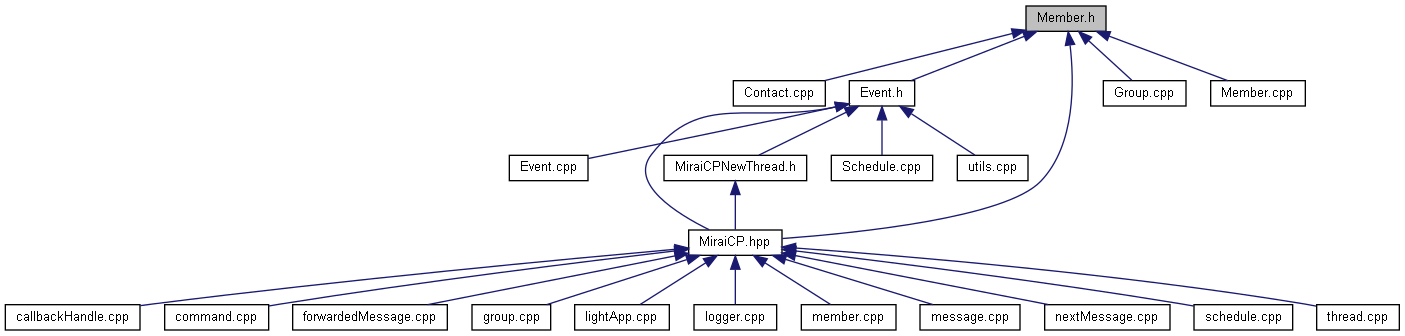 Member.h
Contact.cpp
Event.h
Group.cpp
Member.cpp
Event.cpp
MiraiCPNewThread.h
Schedule.cpp
utils.cpp
MiraiCP.hpp
callbackHandle.cpp
command.cpp
forwardedMessage.cpp
group.cpp
lightApp.cpp
logger.cpp
member.cpp
message.cpp
nextMessage.cpp
schedule.cpp
thread.cpp